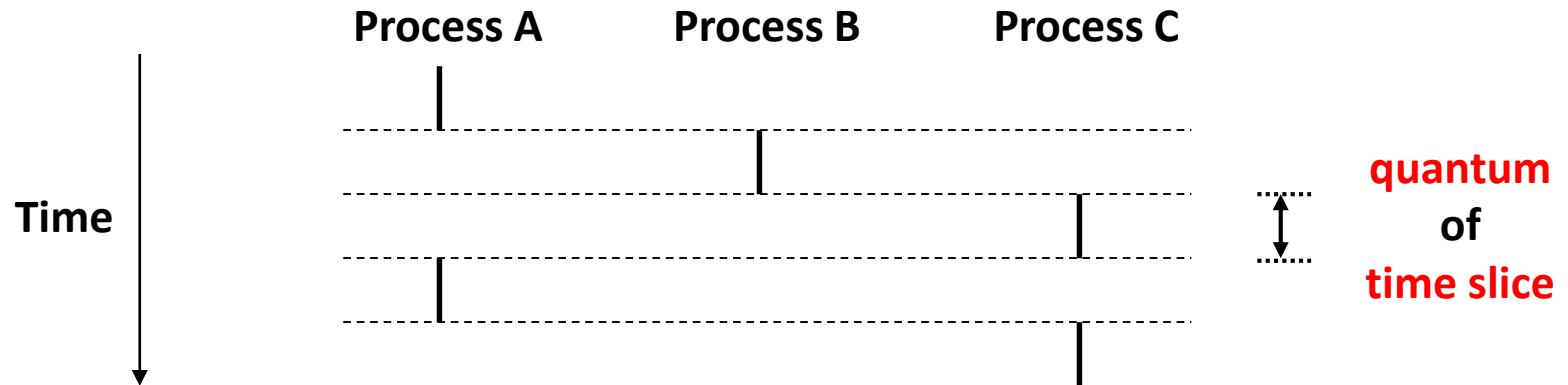 Process A
Process B
Process C
Time
quantum
of
time slice